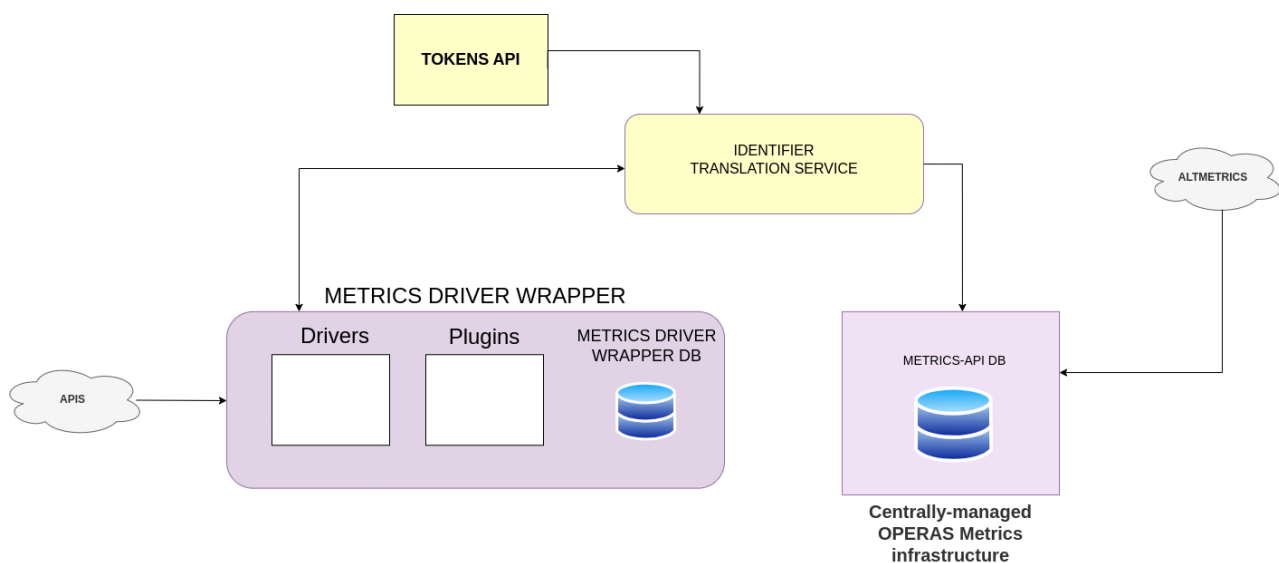 TOKENS API
IDENTIFIER
TRANSLATION SERVICE
ALTMETRICS
METRICS DRIVER WRAPPER
Drivers
Plugins
METRICS DRIVER
WRAPPER DB
METRICS-API DB
APIS
Centrally-managed
OPERAS Metrics
infrastructure